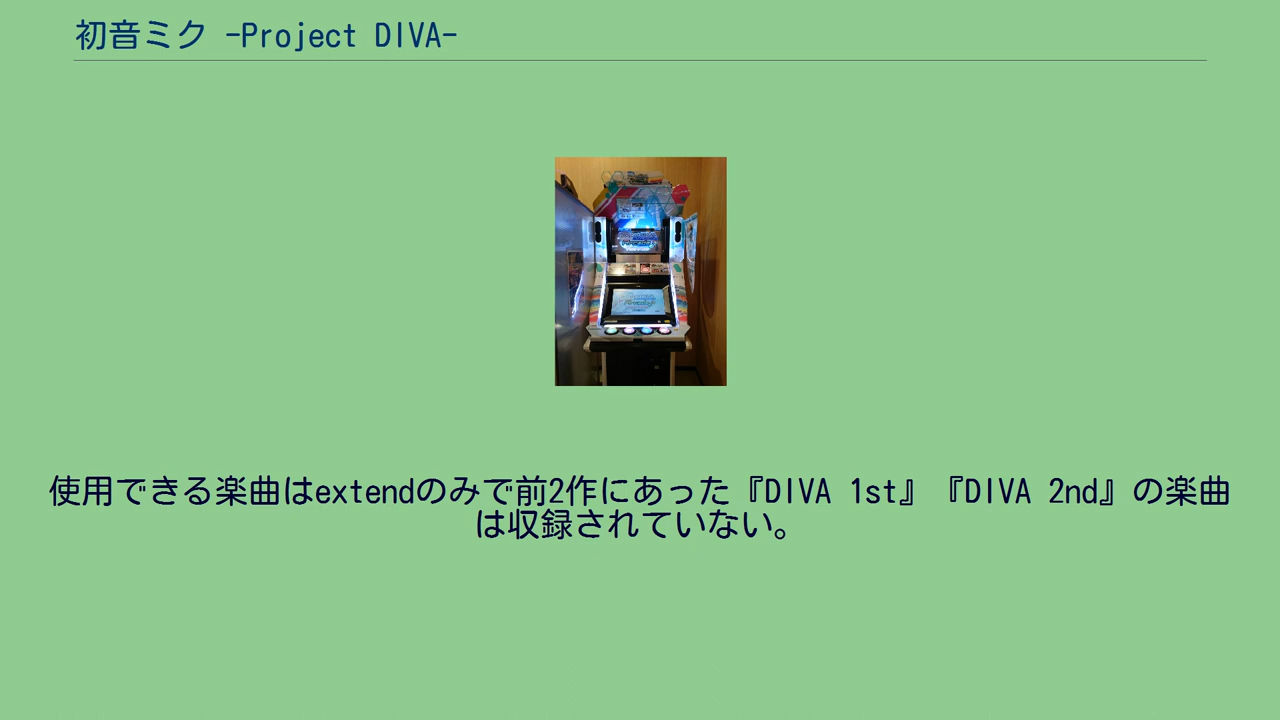 初音ミク -Project DIVA-
使用できる楽曲はextendのみで前2作にあった『DIVA 1st』『DIVA 2nd』の楽曲
は収録されていない。